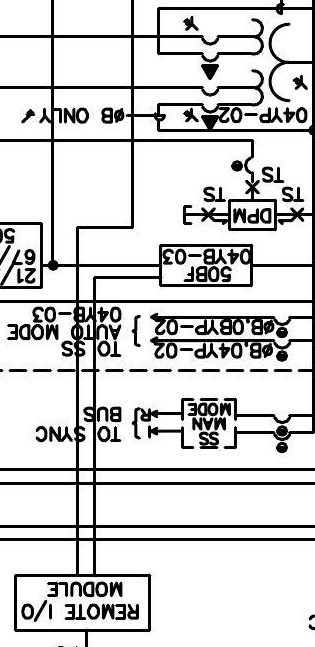 REMOTE I/O
MODULE
SS
MAN
MODE
TO SYNC
BUS
I
R
ØB,04YP-02
ØB,0BYP-02
TO SS
AUTO MODE
04YB-03
50BF
04YB-03
21/
67/
DPM
TS
TS
TS
04YP-02
ØB ONLY